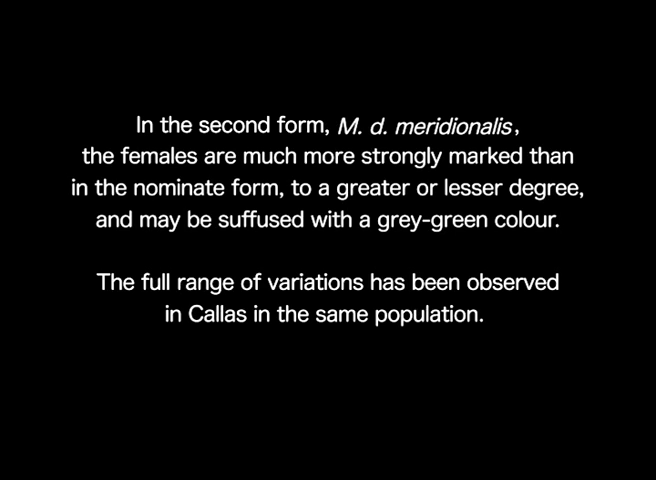 In the second form, M. d. meridionalis,
the females are much more strongly marked than
in the nominate form, to a greater or lesser degree,
and may be suffused with a grey-green colour.
The full range of variations has been observed
in Callas in the same population.